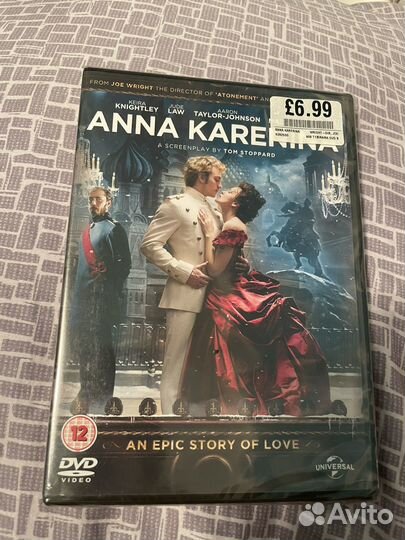 FROM JOE WRIGHT THE DIRECTOR OF 'ATONEMENT' AN
KEIRA KNIGHTLEY
JUDE LAW
AARON TAYLOR-JOHNSON
£6.99
ANNA KARENINA
A SCREENPLAY BY TOM STOPPARD
12
AN EPIC STORY OF LOVE
DVD
VIDEO
UNIVERSAL
Avito